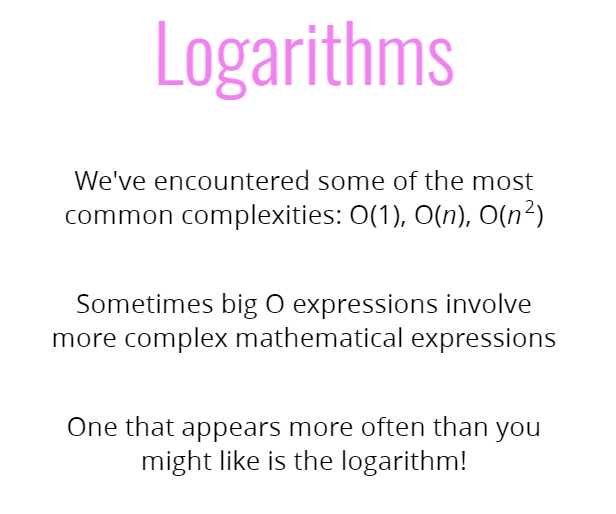 Logarithms
We've encountered some of the most
common complexities: O(1), O(n), O(n²)
Sometimes big O expressions involve
more complex mathematical expressions
One that appears more often than you
might like is the logarithm!